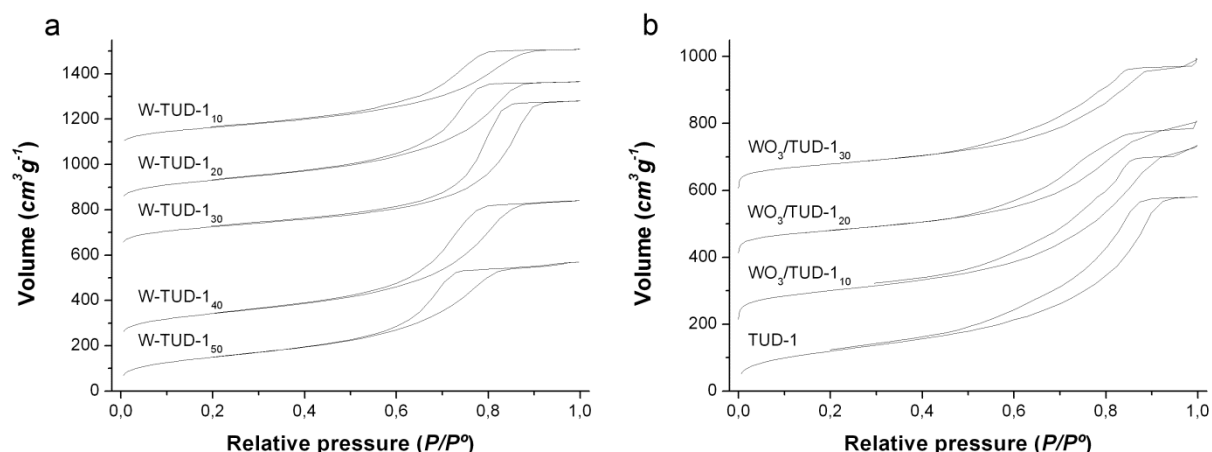 a
Volume (cm³g⁻¹)
1400
1200
1000
800
600
400
200
0
W-TUD-1₁₀
W-TUD-1₂₀
W-TUD-1₃₀
W-TUD-1₄₀
W-TUD-1₅₀
0,0 0,2 0,4 0,6 0,8 1,0
Relative pressure (P/Pº)
b
Volume (cm³g⁻¹)
1000
800
600
400
200
0
WO₃/TUD-1₃₀
WO₃/TUD-1₂₀
WO₃/TUD-1₁₀
TUD-1
0,0 0,2 0,4 0,6 0,8 1,0
Relative pressure (P/Pº)